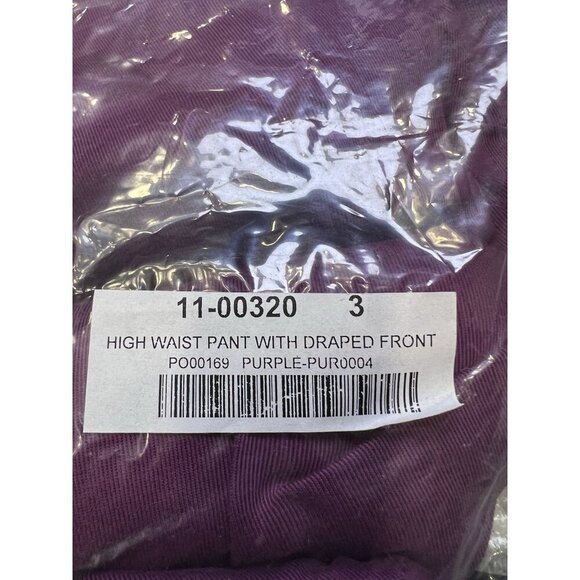 11-00320 3
HIGH WAIST PANT WITH DRAPED FRONT
PO00169 PURPLE-PUR0004